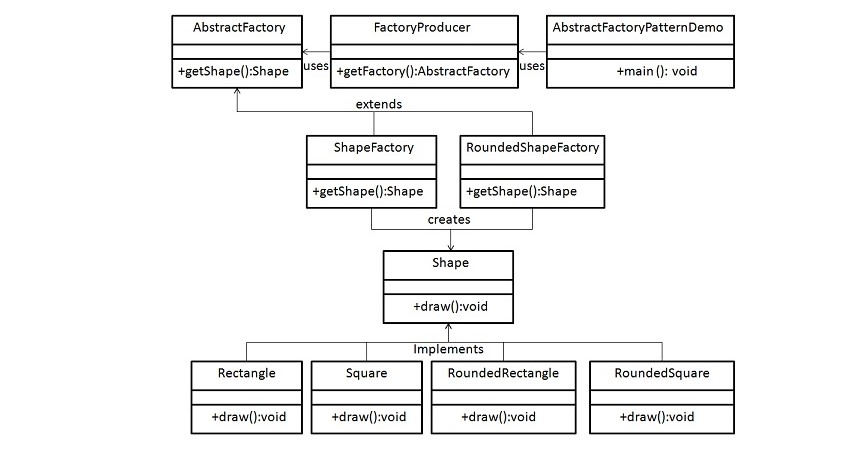 AbstractFactory
FactoryProducer
AbstractFactoryPatternDemo
+getShape():Shape
uses
+getFactory():AbstractFactory
uses
+main(): void
extends
ShapeFactory
RoundedShapeFactory
+getShape():Shape
+getShape():Shape
creates
Shape
+draw():void
Implements
Rectangle
Square
RoundedRectangle
RoundedSquare
+draw():void
+draw():void
+draw():void
+draw():void